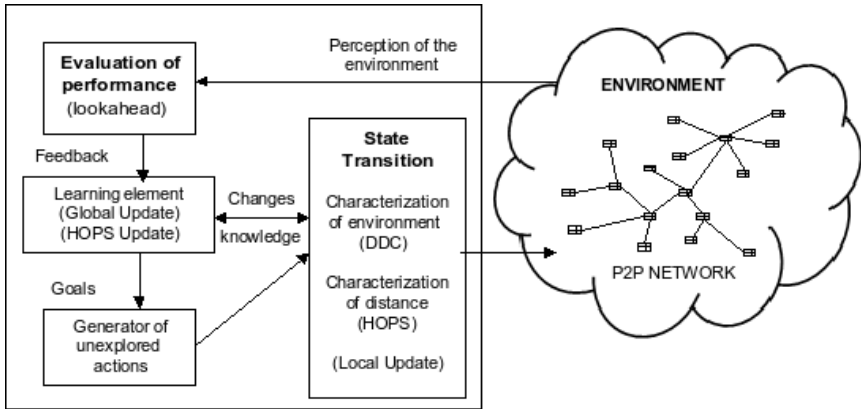 Evaluation of
performance
(lookahead)
Perception of the
environment
ENVIRONMENT
Feedback
State
Transition
Learning element
(Global Update)
(HOPS Update)
Changes
knowledge
Characterization
of environment
(DDC)
Characterization
of distance
(HOPS)
(Local Update)
Goals
Generator of
unexplored
actions
P2P NETWORK